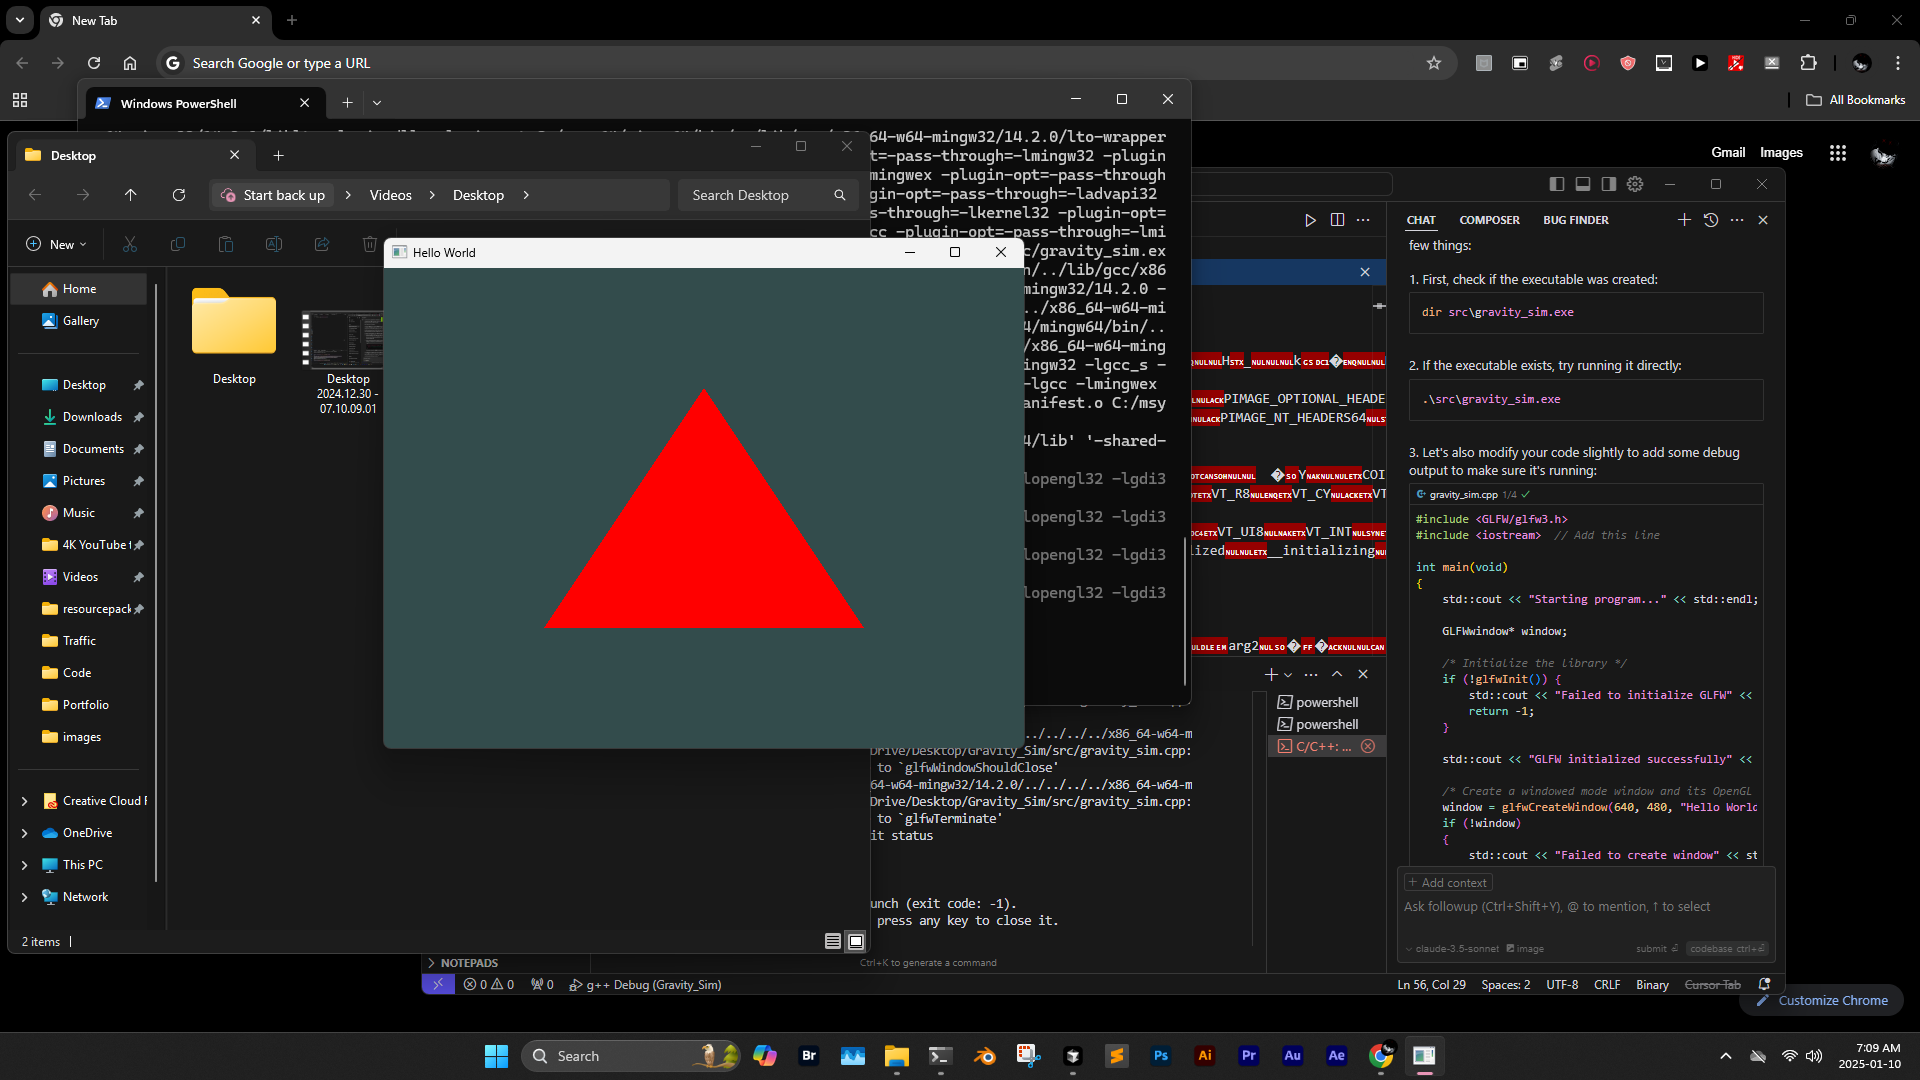 New Tab
Search Google or type a URL
All Bookmarks
Windows PowerShell
Gmail
Images
64-w64-mingw32/14.2.0/lto-wrapper
t=-pass-through=-lmingw32 -plugin
mingwex -plugin-opt=-pass-through
gin-opt=-pass-through=-ladvapi32
s-through=-lkernel32 -plugin-opt=
cc -plugin-opt=-pass-through=-lmi
c/gravity_sim.ex
n/../lib/gcc/x86
mingw32/14.2.0 -
../x86_64-w64-mi
4/mingw64/bin/..
/x86_64-w64-ming
ngw32 -lgcc_s -
-lgcc -lmingwex
anifest.o C:/msy
4/lib' '-shared-
lopengl32 -lgdi3
lopengl32 -lgdi3
lopengl32 -lgdi3
lopengl32 -lgdi3
Desktop
Start back up
Videos
Desktop
Search Desktop
New
Home
Gallery
Desktop
Downloads
Documents
Pictures
Music
4K YouTube
Videos
resourcepack
Traffic
Code
Portfolio
images
Creative Cloud F
OneDrive
This PC
Network
2 items
Desktop
Desktop
2024.12.30 -
07.10.09.01
Hello World
PIMAGE_OPTIONAL_HEADE
PIMAGE_NT_HEADERS64
COI
VT_R8 VT_CY VT
VT_UI8 VT_INT
lized __initializing
arg2
powershell
powershell
C/C++: ...
/../../../x86_64-w64-m
Drive/Desktop/Gravity_Sim/src/gravity_sim.cpp:
to `glfwWindowShouldClose'
64-w64-mingw32/14.2.0/../../../../x86_64-w64-m
Drive/Desktop/Gravity_Sim/src/gravity_sim.cpp:
to `glfwTerminate'
it status
unch (exit code: -1).
press any key to close it.
Ctrl+K to generate a command
NOTEPADS
0 0
0
g++ Debug (Gravity_Sim)
Ln 56, Col 29
Spaces: 2
UTF-8
CRLF
Binary
Cursor Tab
CHAT
COMPOSER
BUG FINDER
few things:
1. First, check if the executable was created:
dir src\gravity_sim.exe
2. If the executable exists, try running it directly:
.\src\gravity_sim.exe
3. Let's also modify your code slightly to add some debug
output to make sure it's running:
gravity_sim.cpp 1/4
#include <GLFW/glfw3.h>
#include <iostream>  // Add this line
int main(void)
{
std::cout << "Starting program..." << std::endl;
GLFWwindow* window;
/* Initialize the library */
if (!glfwInit()) {
std::cout << "Failed to initialize GLFW" <<
return -1;
}
std::cout << "GLFW initialized successfully" <<
/* Create a windowed mode window and its OpenGL
window = glfwCreateWindow(640, 480, "Hello World
if (!window)
{
std::cout << "Failed to create window" << st
+ Add context
Ask followup (Ctrl+Shift+Y), @ to mention, ↑ to select
claude-3.5-sonnet
image
submit
codebase ctrl+
Customize Chrome
Search
Br
Ps
Ai
Pr
Au
Ae
7:09 AM
2025-01-10